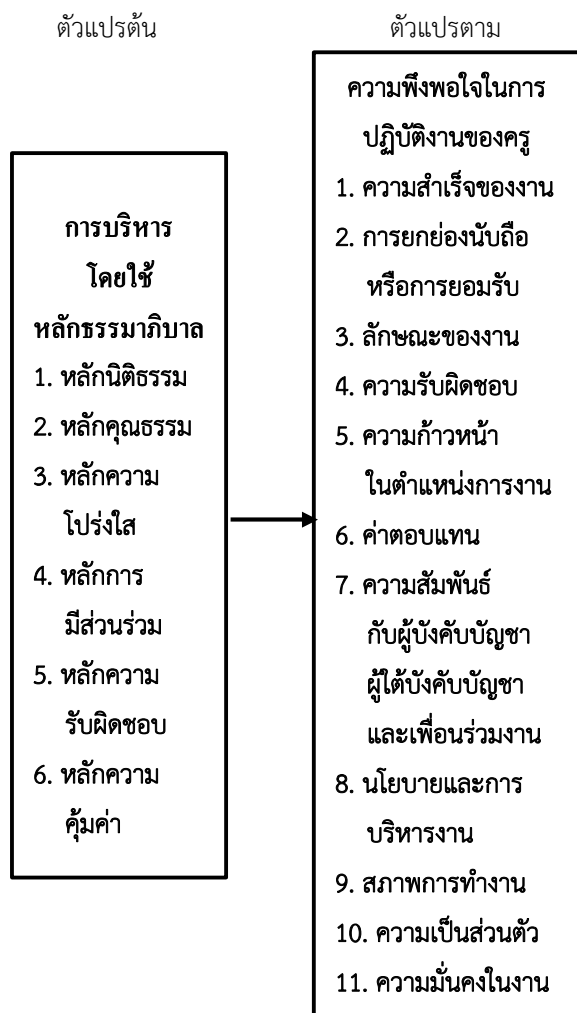 ตัวแปรต้น
ตัวแปรตาม
การบริหาร
โดยใช้
หลักธรรมาภิบาล
1. หลักนิติธรรม
2. หลักคุณธรรม
3. หลักความ
โปร่งใส
4. หลักการ
มีส่วนร่วม
5. หลักความ
รับผิดชอบ
6. หลักความ
คุ้มค่า
ความพึงพอใจในการ
ปฏิบัติงานของครู
1. ความสำเร็จของงาน
2. การยกย่องนับถือ
หรือการยอมรับ
3. ลักษณะของงาน
4. ความรับผิดชอบ
5. ความก้าวหน้า
ในตำแหน่งการงาน
6. ค่าตอบแทน
7. ความสัมพันธ์
กับผู้บังคับบัญชา
ผู้ใต้บังคับบัญชา
และเพื่อนร่วมงาน
8. นโยบายและการ
บริหารงาน
9. สภาพการทำงาน
10. ความเป็นส่วนตัว
11. ความมั่นคงในงาน